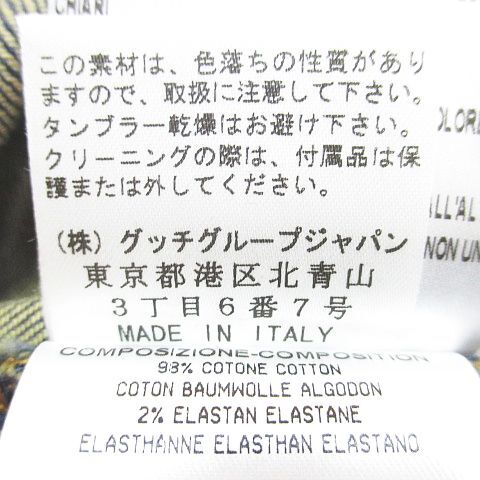 CHIARI
この素材は、色落ちの性質があり
ますので、取扱に注意して下さい。
タンブラー乾燥はお避け下さい。
クリーニングの際は、付属品は保
護または外してください。
(株) グッチグループジャパン
東京都港区北青山
3丁目6番7号
MADE IN ITALY
COMPOSIZIONE-COMPOSITION
98% COTONE COTTON
COTON BAUMWOLLE ALGODON
2% ELASTAN ELASTANE
ELASTHANNE ELASTHAN ELASTANO
ALL'AL
NON UN